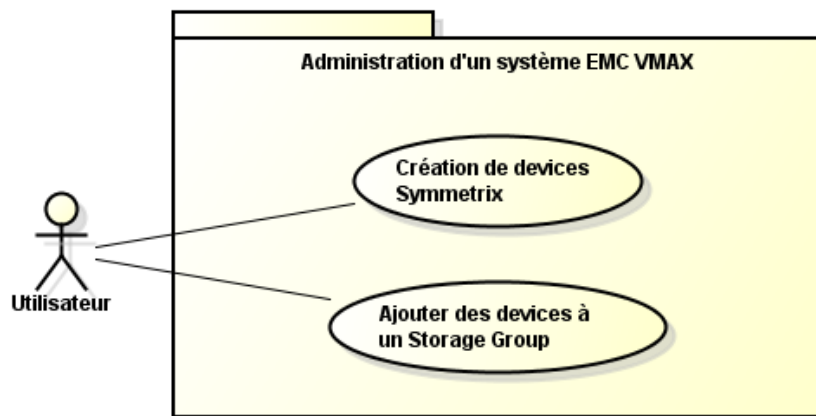 Administration d'un système EMC VMAX
Création de devices
Symmetrix
Utilisateur
Ajouter des devices à
un Storage Group